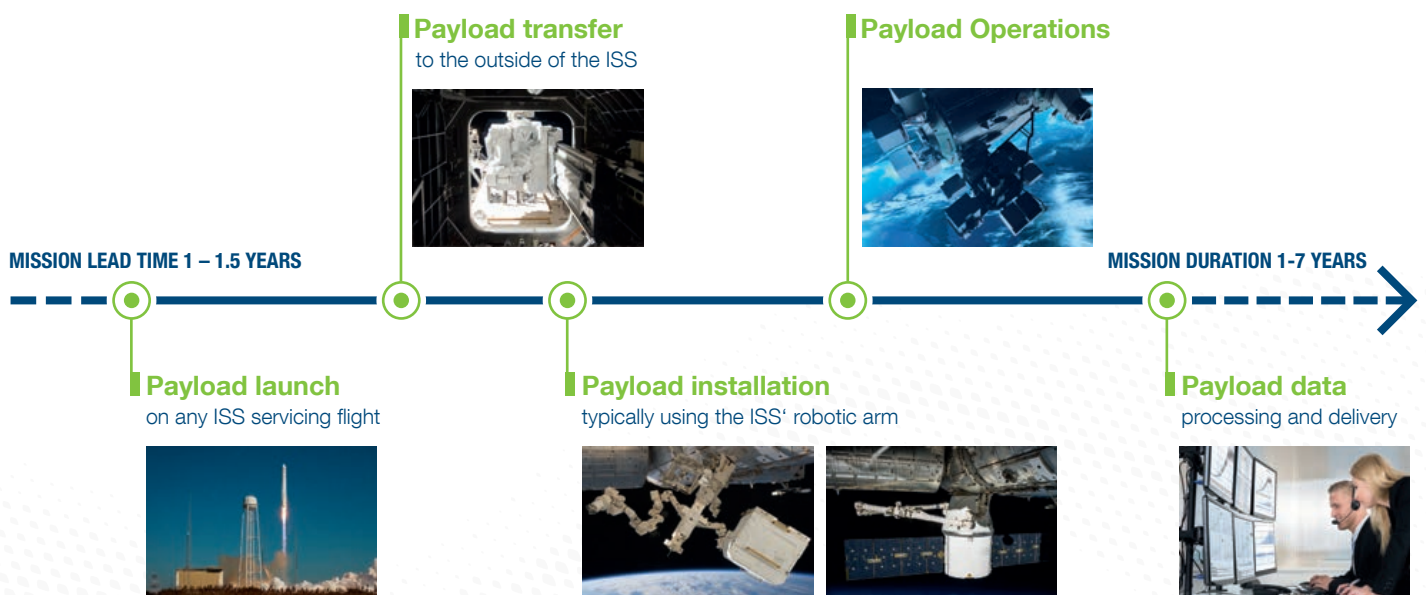 Payload transfer
to the outside of the ISS
Payload Operations
MISSION LEAD TIME 1 – 1.5 YEARS
MISSION DURATION 1-7 YEARS
Payload launch
on any ISS servicing flight
Payload installation
typically using the ISS‘ robotic arm
Payload data
processing and delivery